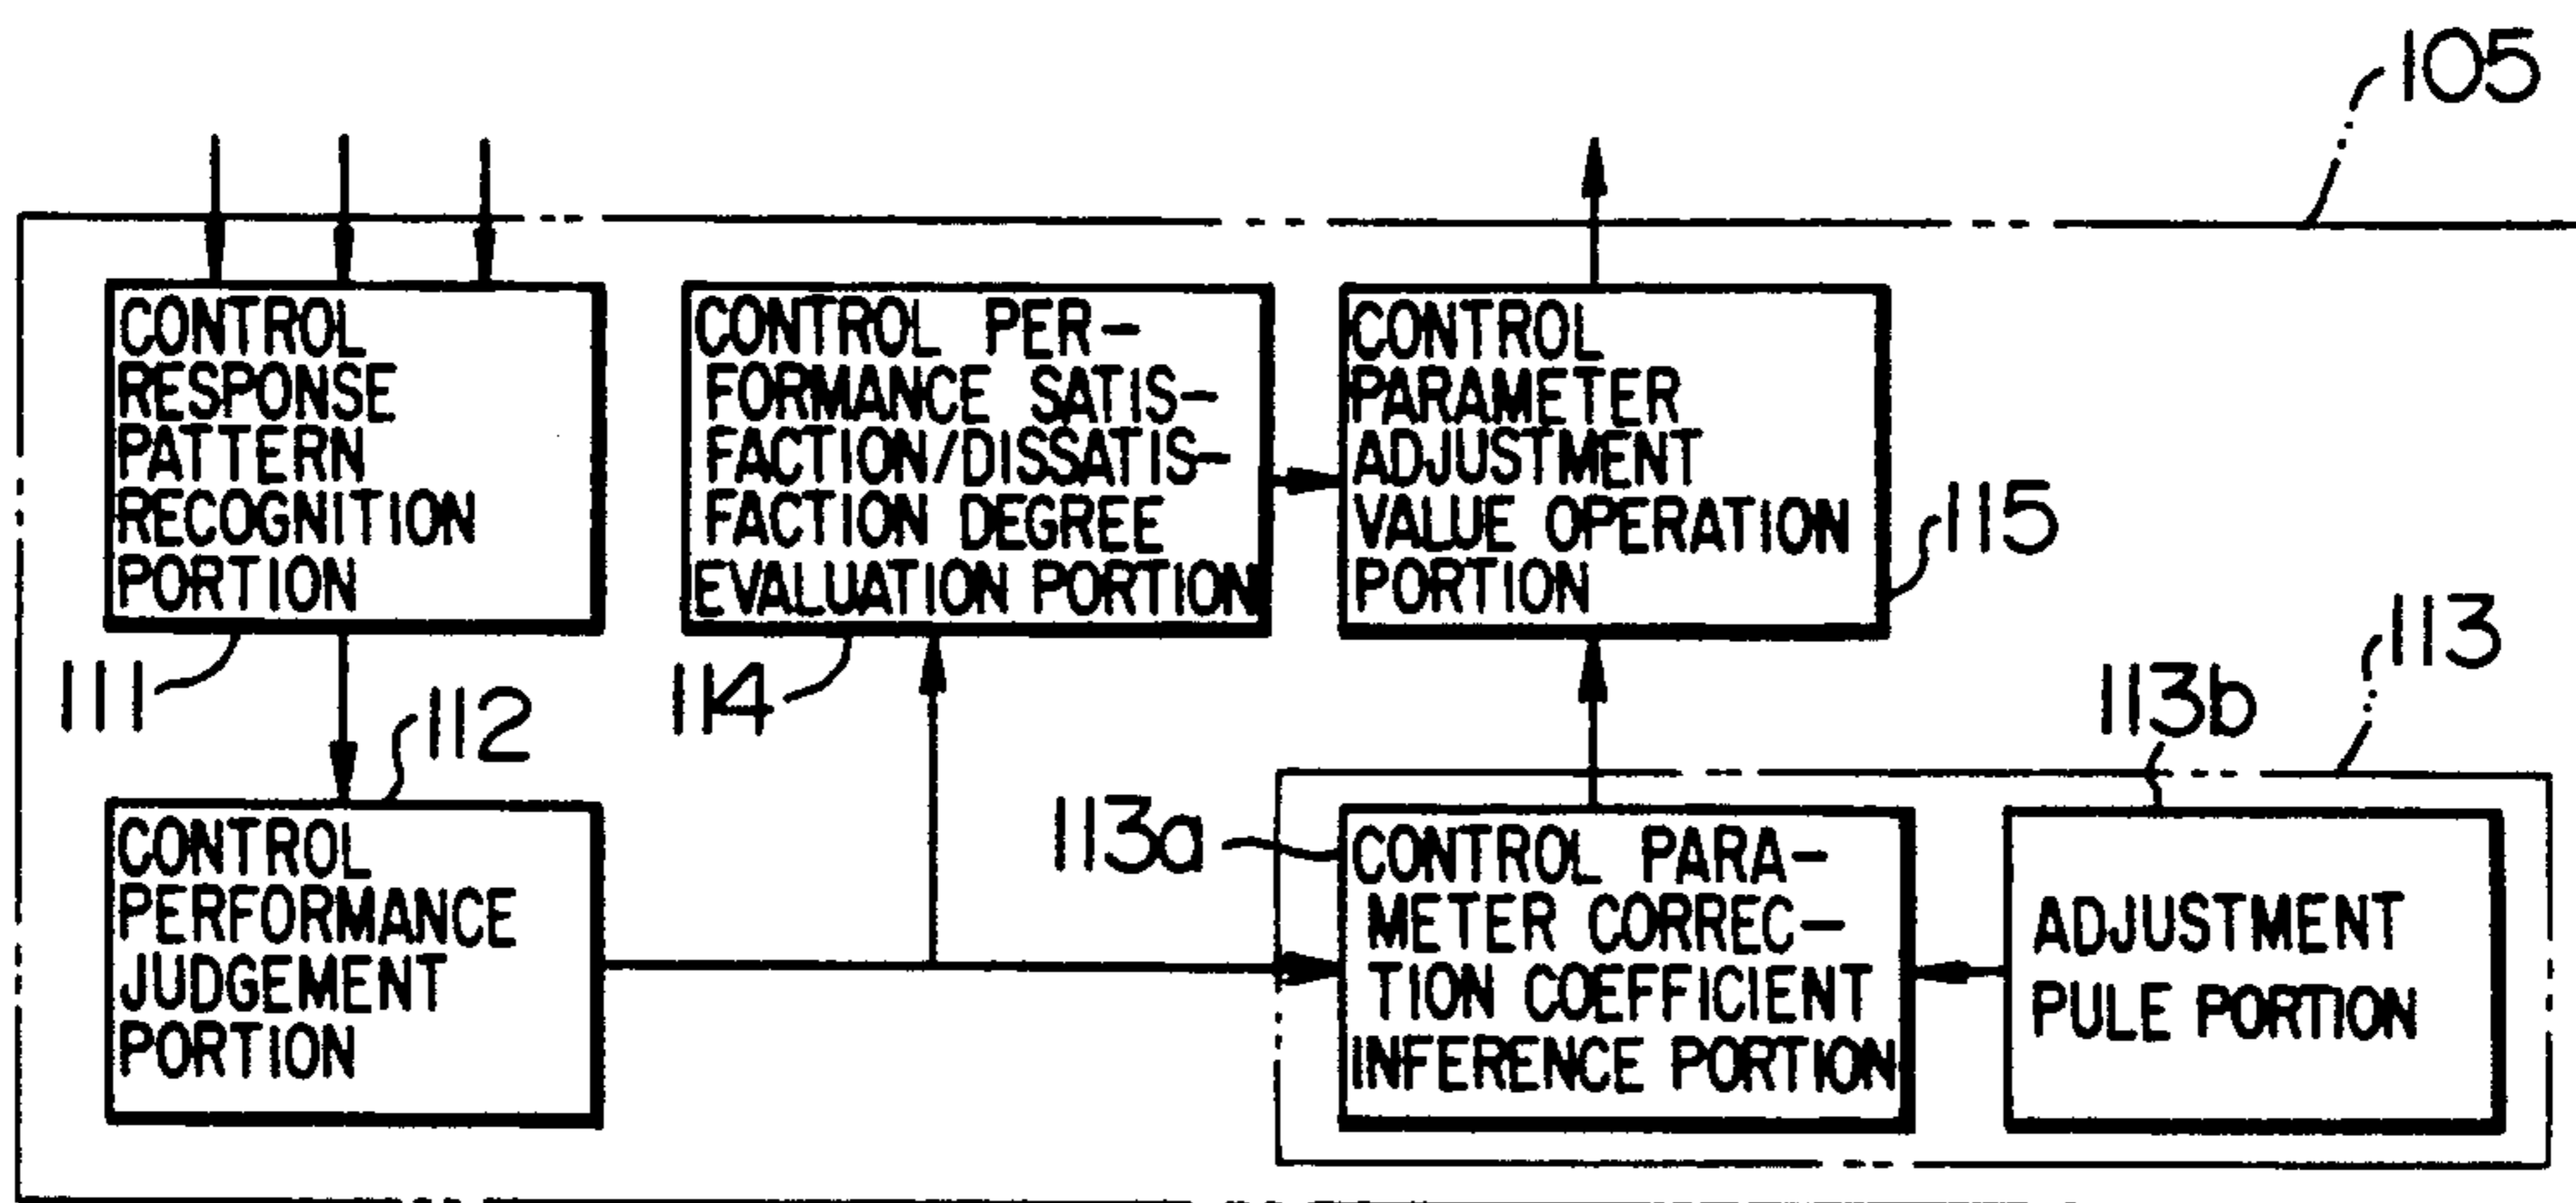 105
CONTROL
RESPONSE
PATTERN
RECOGNITION
PORTION
111
CONTROL PER-
FORMANCE SATIS-
FACTION/DISSATIS-
FACTION DEGREE
EVALUATION PORTION
114
CONTROL
PARAMETER
ADJUSTMENT
VALUE OPERATION
PORTION
115
112
CONTROL
PERFORMANCE
JUDGEMENT
PORTION
113
113a
CONTROL PARA-
METER CORREC-
TION COEFFICIENT
INFERENCE PORTION
113b
ADJUSTMENT
PULE PORTION